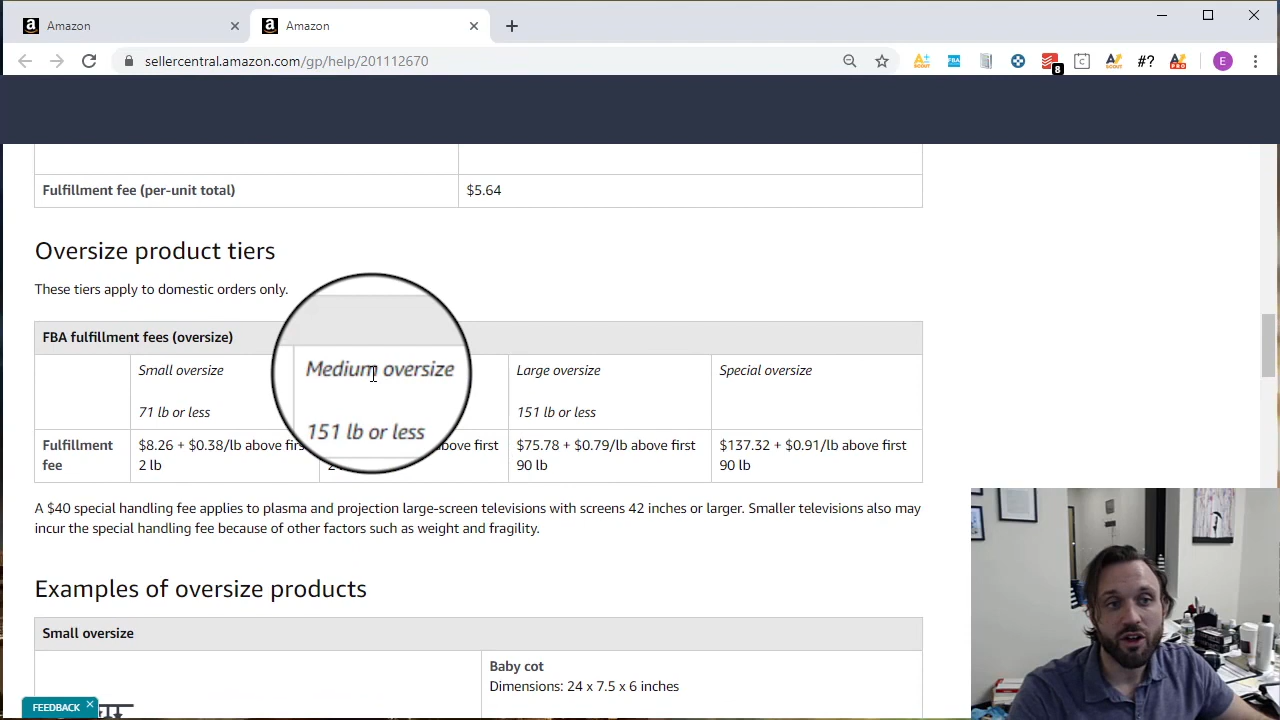 Amazon
Amazon
sellercentral.amazon.com/gp/help/201112670
FBA
8
C
#?
E
Fulfillment fee (per-unit total) $5.64
Oversize product tiers
These tiers apply to domestic orders only.
FBA fulfillment fees (oversize)
Small oversize Medium oversize Large oversize Special oversize
71 lb or less 151 lb or less 151 lb or less
Fulfillment $8.26 + $0.38/lb above first above first $75.78 + $0.79/lb above first $137.32 + $0.91/lb above first
fee 2 lb 90 lb 90 lb
A $40 special handling fee applies to plasma and projection large-screen televisions with screens 42 inches or larger. Smaller televisions also may
incur the special handling fee because of other factors such as weight and fragility.
Examples of oversize products
Small oversize
Baby cot
Dimensions: 24 x 7.5 x 6 inches
FEEDBACK